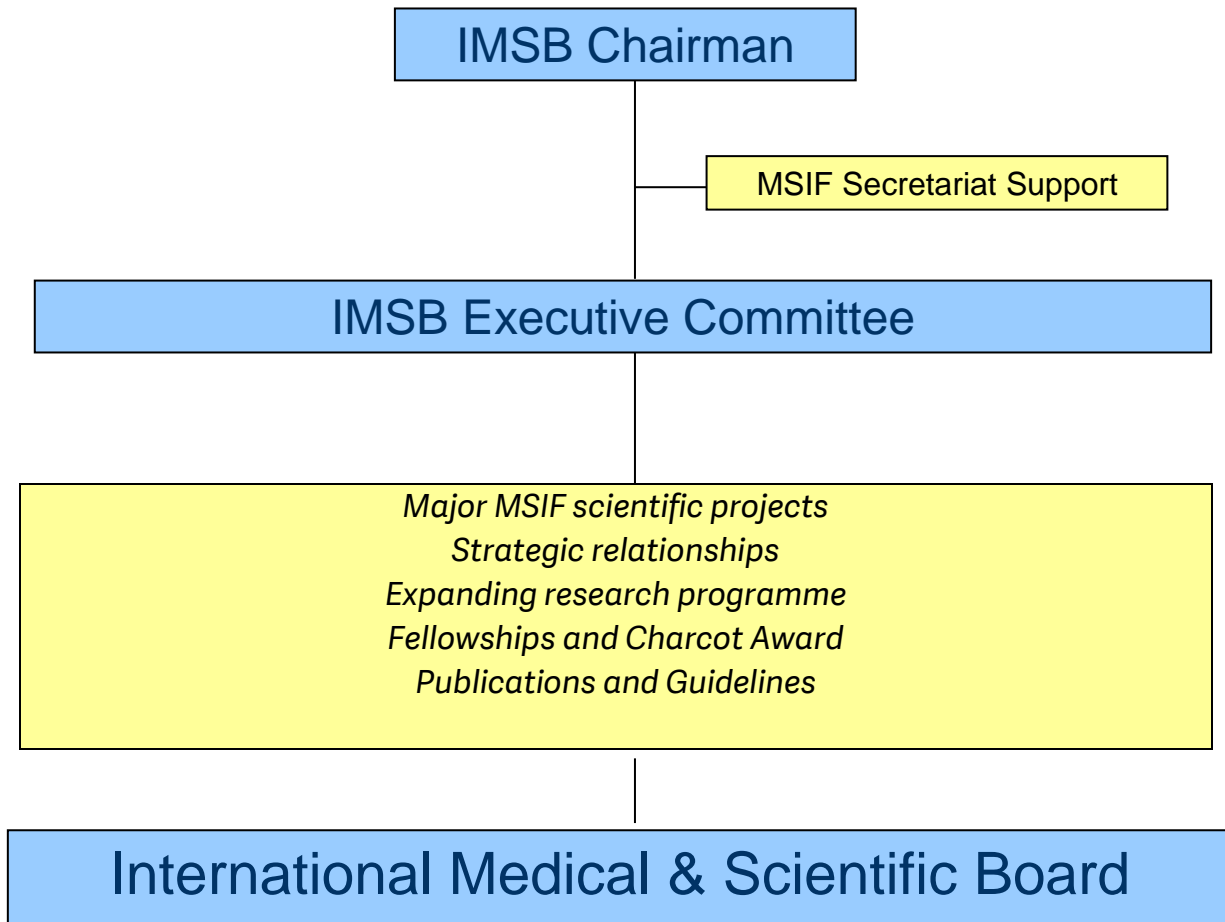 IMSB Chairman
MSIF Secretariat Support
IMSB Executive Committee
Major MSIF scientific projects
Strategic relationships
Expanding research programme
Fellowships and Charcot Award
Publications and Guidelines
International Medical & Scientific Board